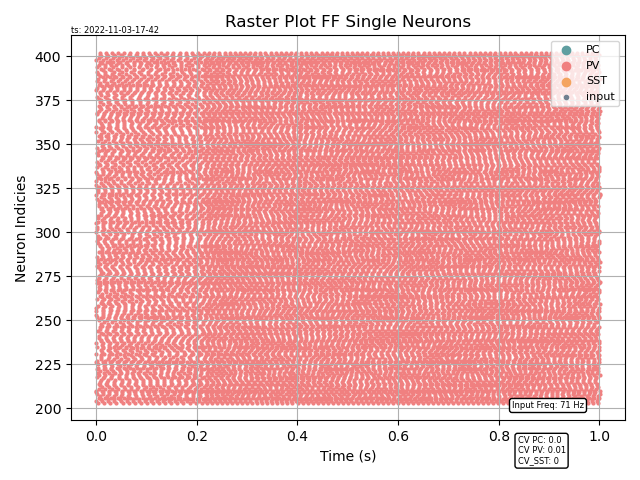 Raster Plot FF Single Neurons
ts: 2022-11-03-17-42
PC
PV
SST
input
400
375
350
325
300
275
250
225
200
Neuron Indicies
Input Freq: 71 Hz
0.0 0.2 0.4 0.6 0.8 1.0
Time (s)
CV PC: 0.0
CV PV: 0.01
CV_SST: 0